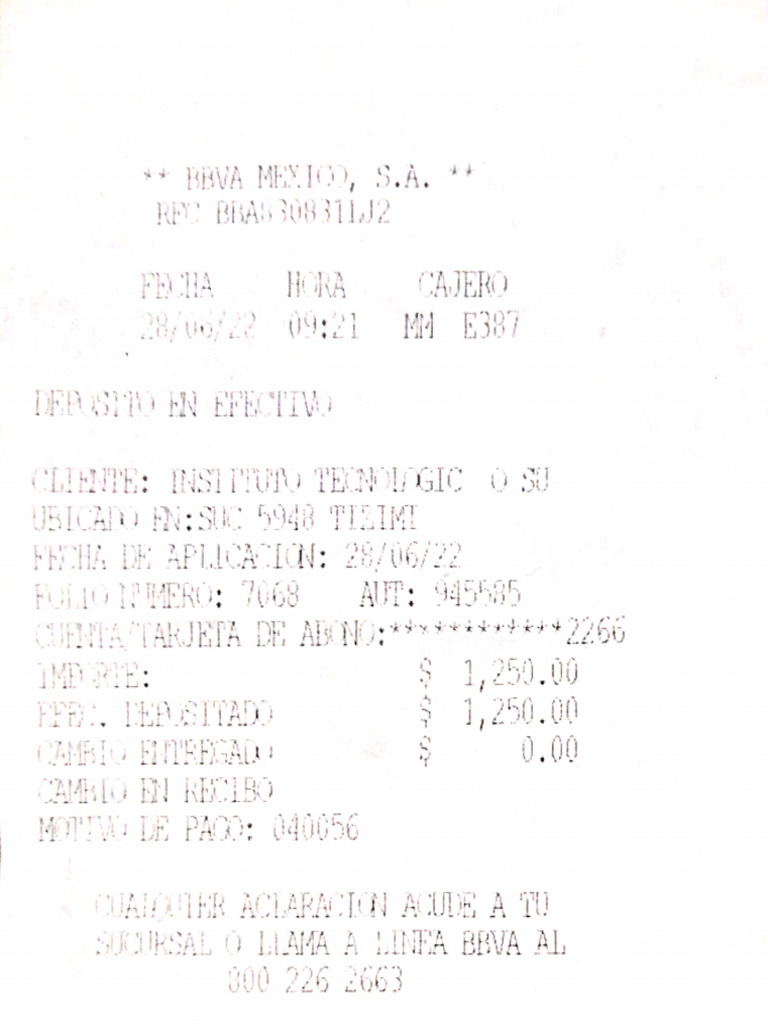 ** BBVA MEXICO, S.A. **
RFC BBA830831LJ2
FECHA HORA CAJERO
28/06/22 09:21 MM E387
DEPOSITO EN EFECTIVO
CLIENTE: INSTITUTO TECNOLOGIC O SU
UBICADO EN:SUC 5948 TIZIMI
FECHA DE APLICACION: 28/06/22
FOLIO NUMERO: 7068 AUT: 945585
CUENTA/TARJETA DE ABONO:************2266
IMPORTE: $ 1,250.00
EFEC. DEPOSITADO $ 1,250.00
CAMBIO ENTREGADO $ 0.00
CAMBIO EN RECIBO
MOTIVO DE PAGO: 040056
CUALQUIER ACLARACION ACUDE A TU
SUCURSAL O LLAMA A LINEA BBVA AL
800 226 2663